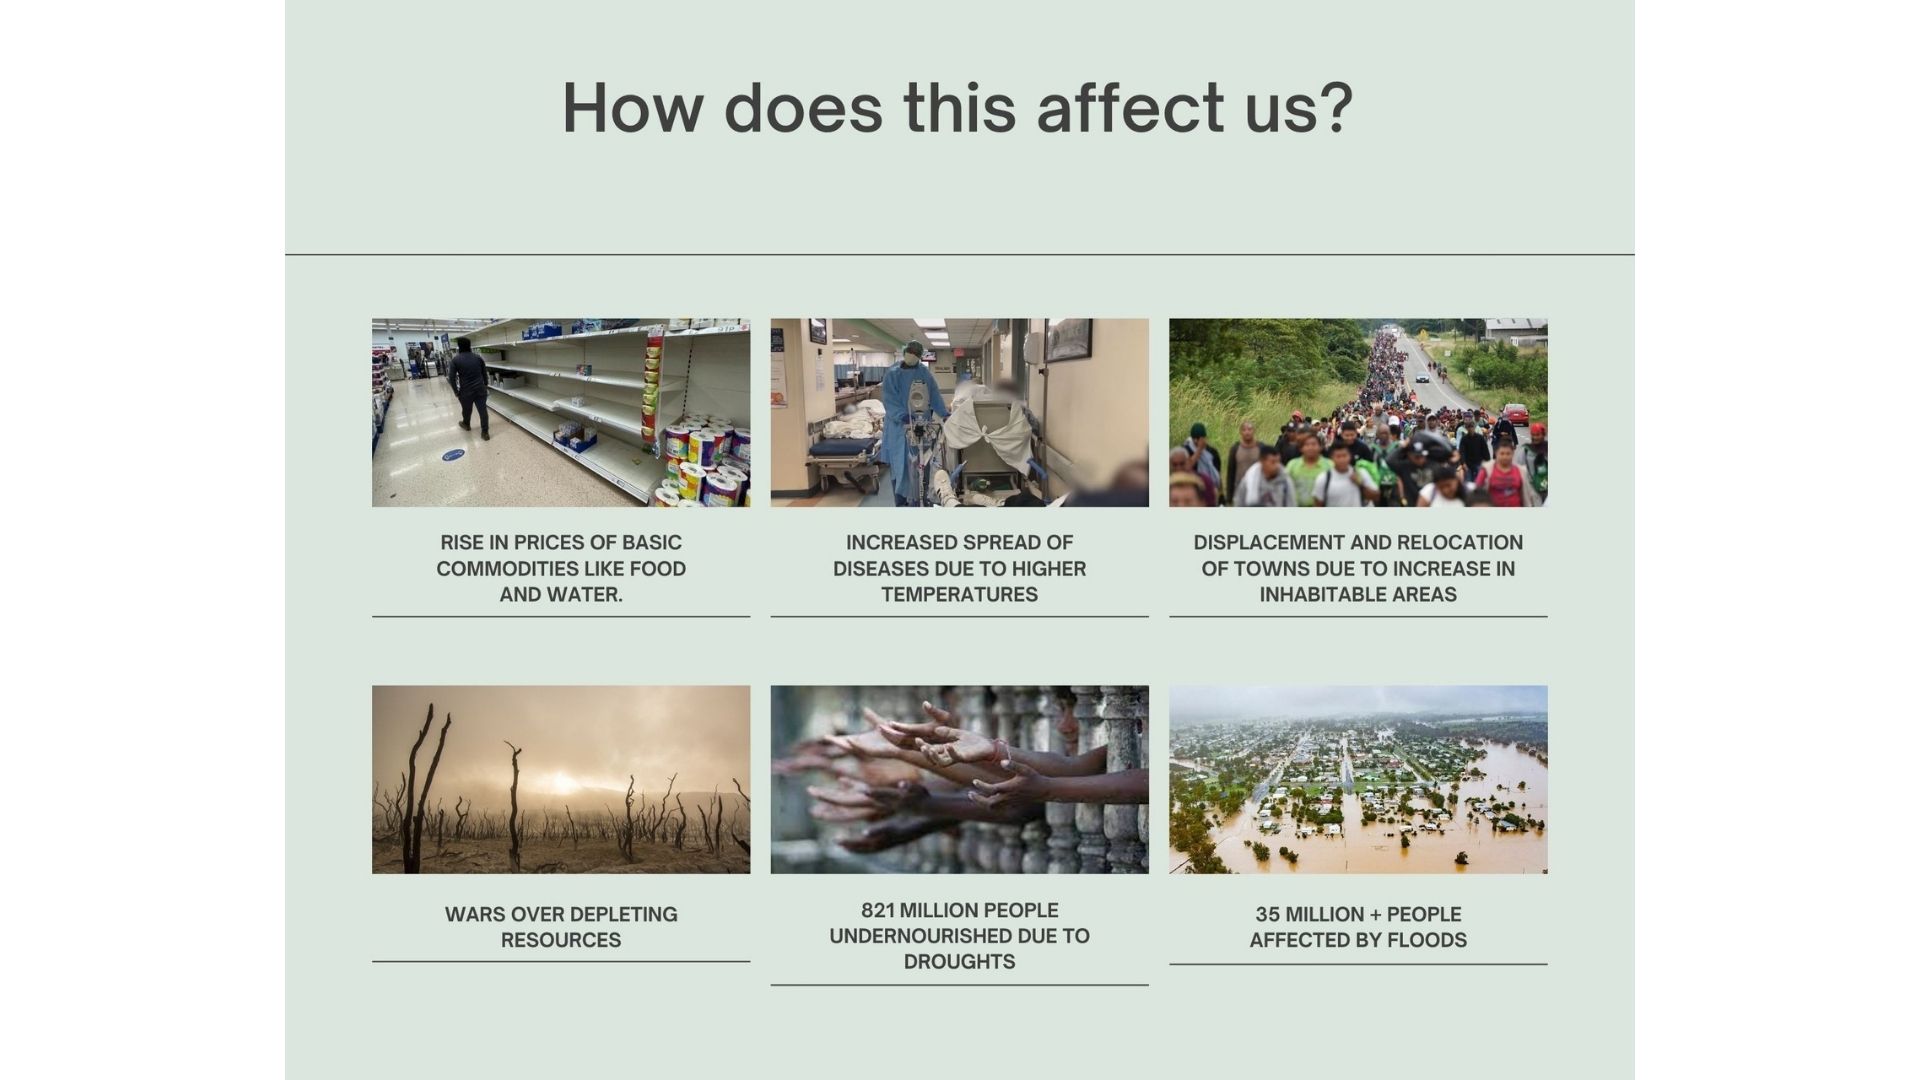 How does this affect us?
RISE IN PRICES OF BASIC
COMMODITIES LIKE FOOD
AND WATER.
INCREASED SPREAD OF
DISEASES DUE TO HIGHER
TEMPERATURES
DISPLACEMENT AND RELOCATION
OF TOWNS DUE TO INCREASE IN
INHABITABLE AREAS
WARS OVER DEPLETING
RESOURCES
821 MILLION PEOPLE
UNDERNOURISHED DUE TO
DROUGHTS
35 MILLION + PEOPLE
AFFECTED BY FLOODS